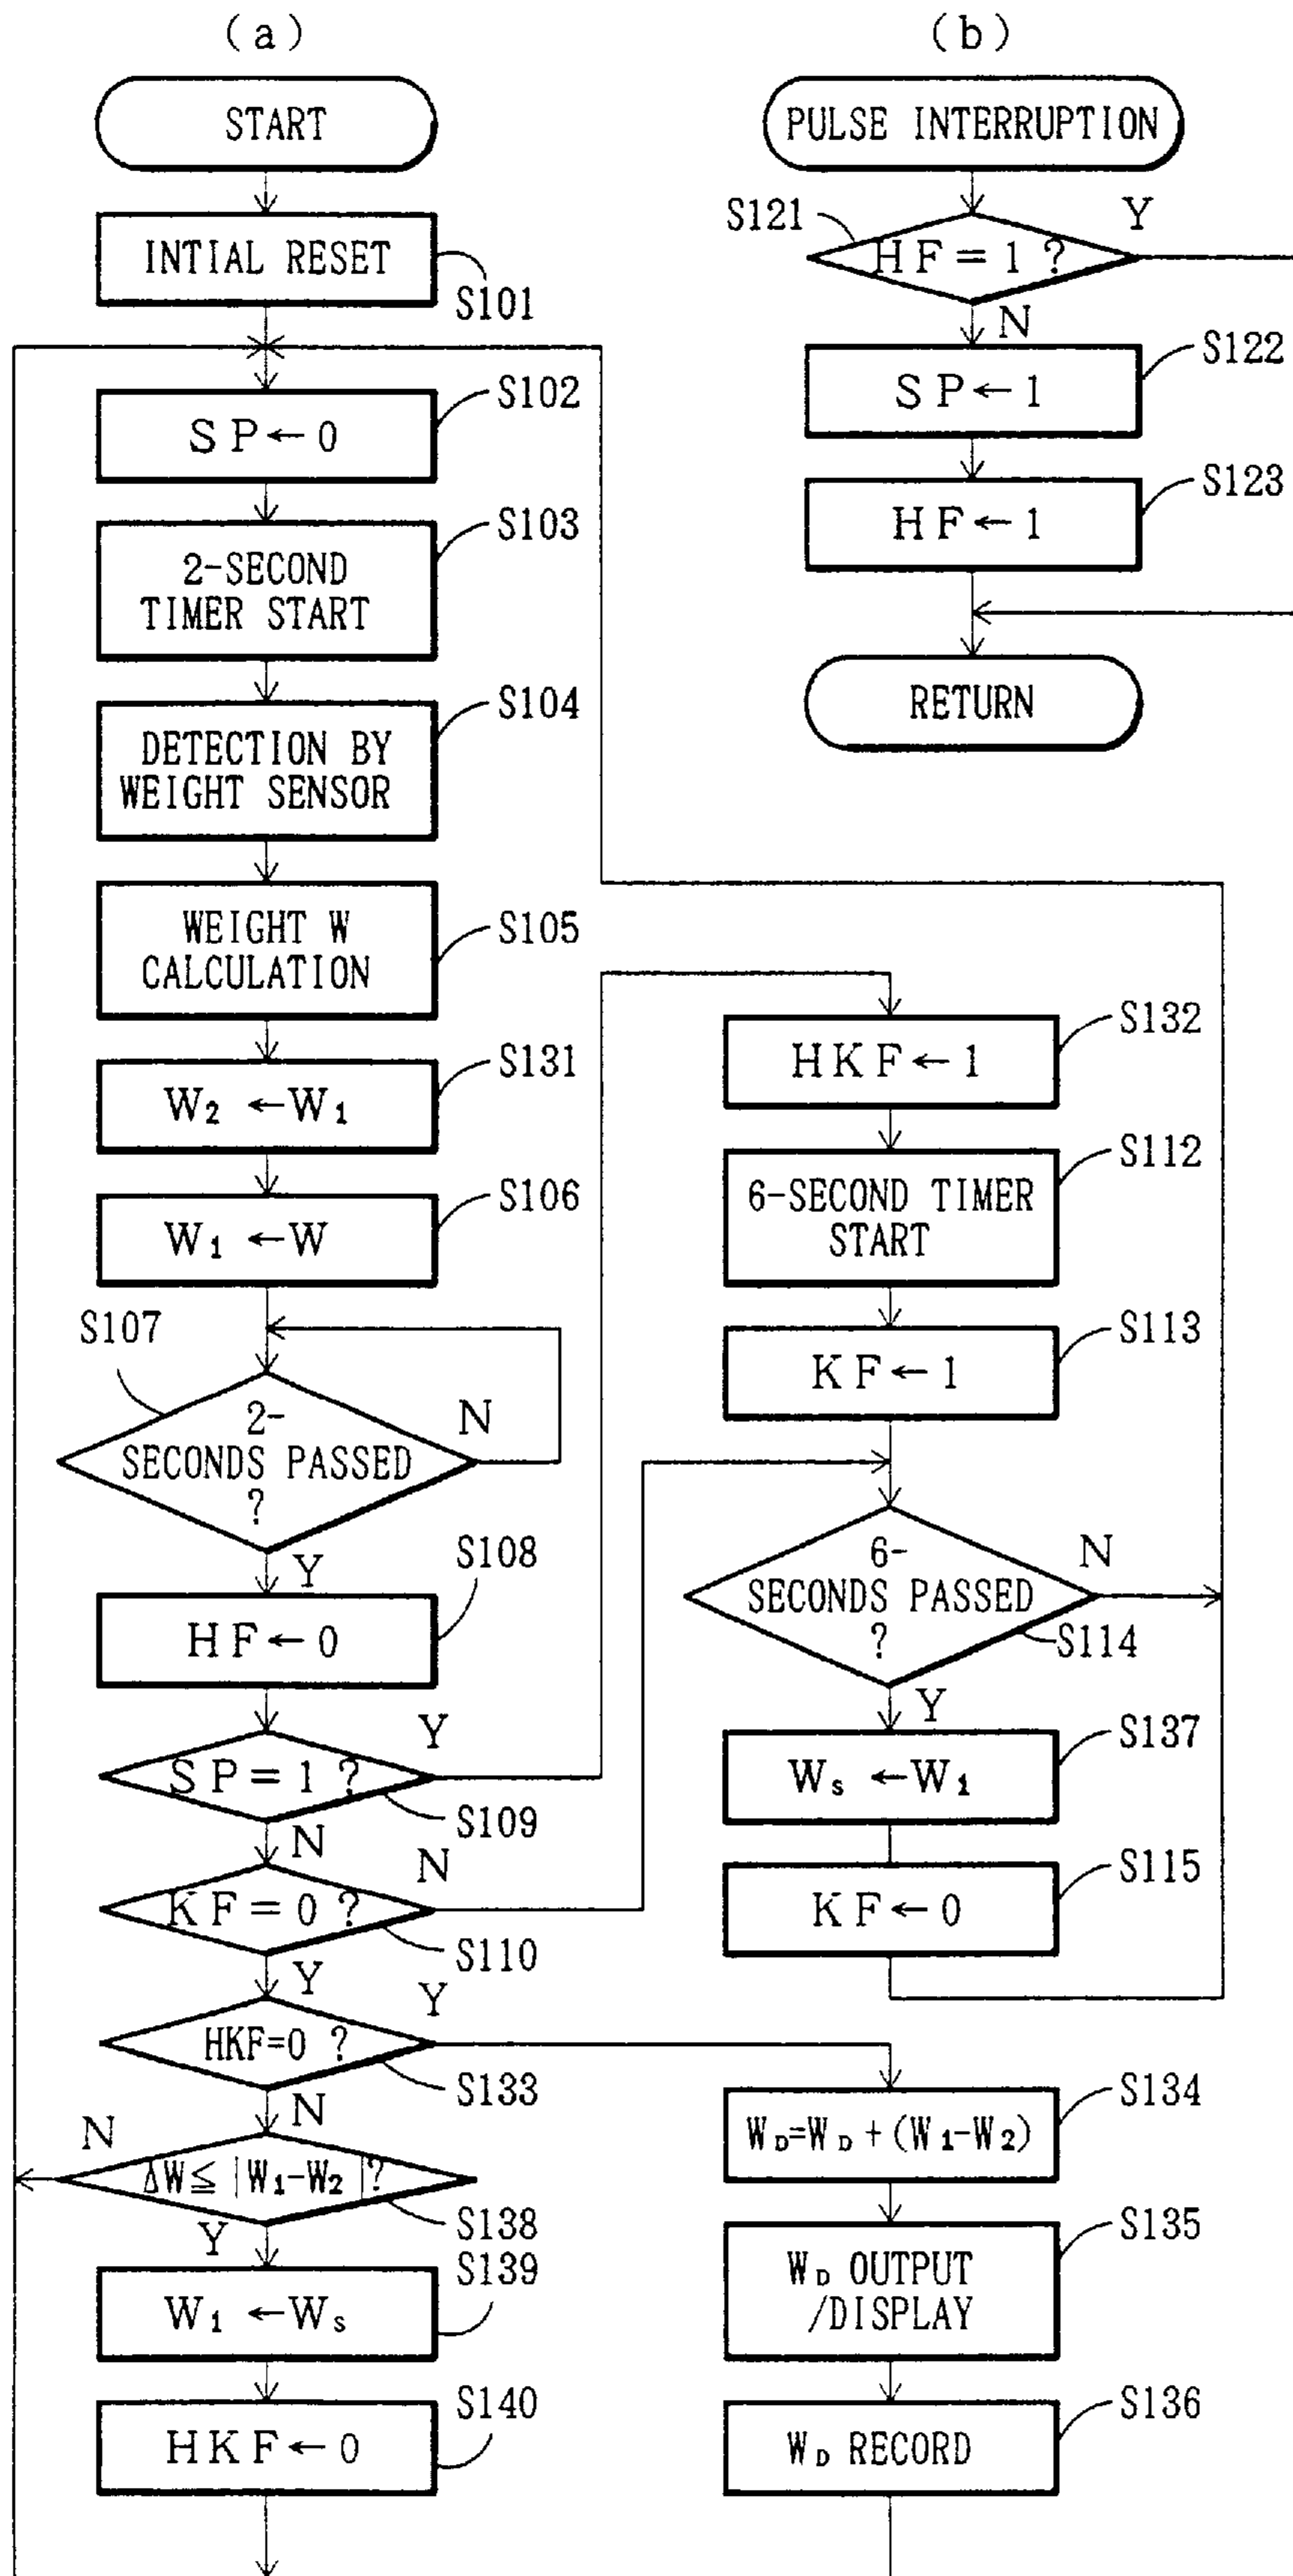 (a)
START
INTIAL RESET
S101
SP←0
S102
2-SECOND
TIMER START
S103
DETECTION BY
WEIGHT SENSOR
S104
WEIGHT W
CALCULATION
S105
W₂ ←W₁
S131
W₁ ←W
S106
S107
2-
SECONDS PASSED
?
N
Y
HF←0
S108
SP=1 ?
Y
S109
N
KF=0 ?
N
S110
Y
HKF=0 ?
Y
S133
N
ΔW≦|W₁-W₂|?
N
S138
Y
W₁ ←Wₛ
S139
HKF←0
S140
(b)
PULSE INTERRUPTION
S121
HF=1 ?
Y
N
SP←1
S122
HF←1
S123
RETURN
HKF←1
S132
6-SECOND TIMER
START
S112
KF←1
S113
6-
SECONDS PASSED
?
N
S114
Y
Wₛ ←W₁
S137
KF←0
S115
W_D=W_D+(W₁-W₂)
S134
W_D OUTPUT
/DISPLAY
S135
W_D RECORD
S136